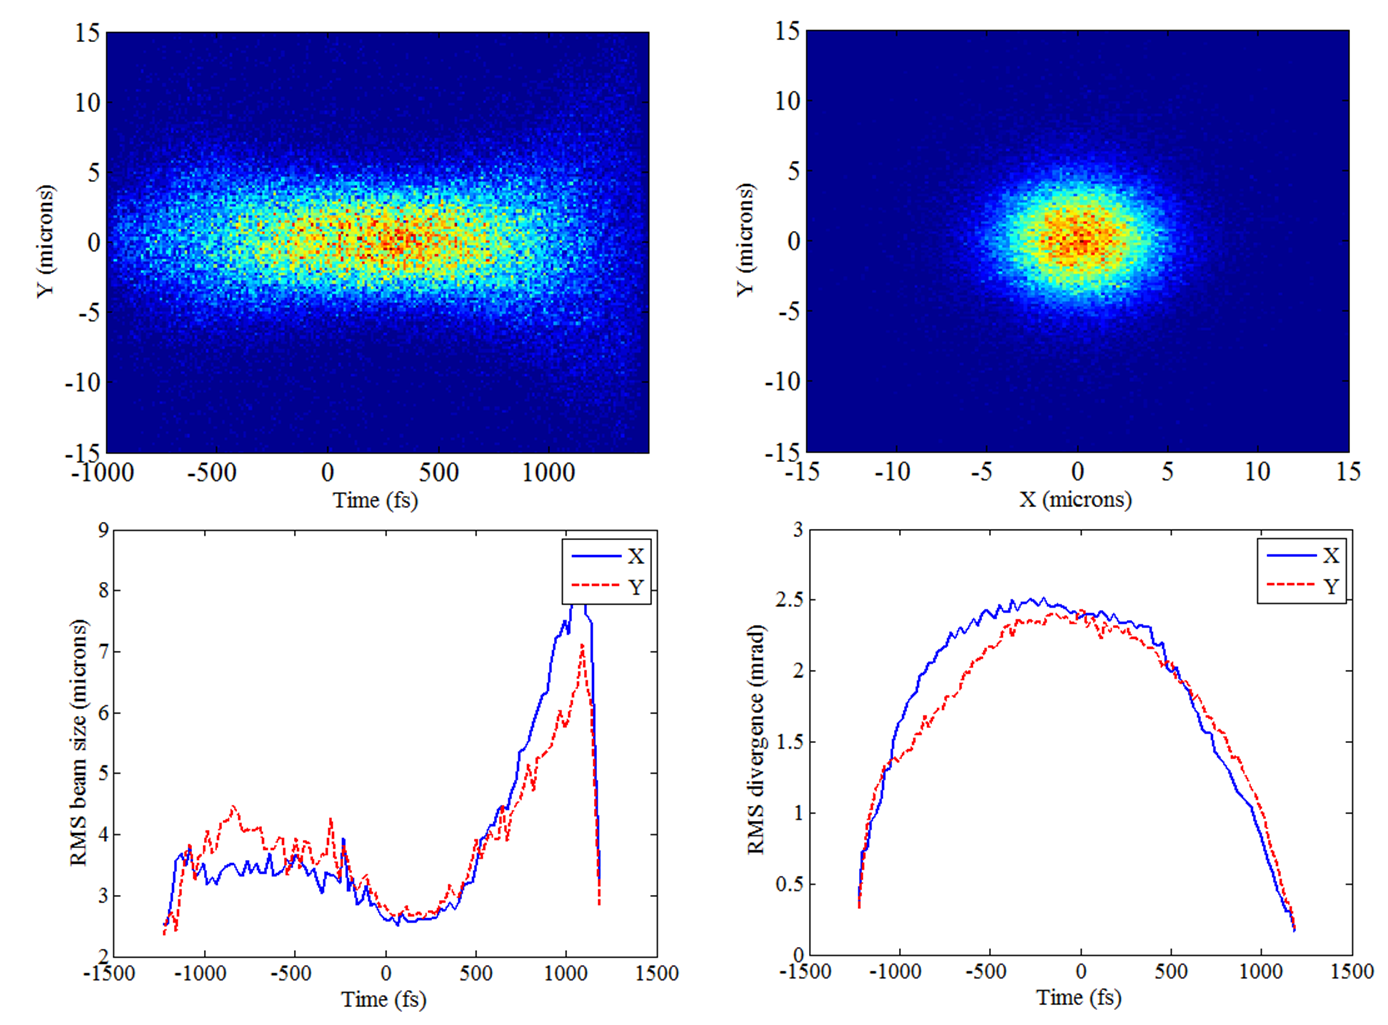 15
10
5
0
-5
-10
-15
Y (microns)
-1000 -500 0 500 1000
Time (fs)
15
10
5
0
-5
-10
-15
Y (microns)
-15 -10 -5 0 5 10 15
X (microns)
9
8
7
6
5
4
3
2
RMS beam size (microns)
X
Y
-1500 -1000 -500 0 500 1000 1500
Time (fs)
3
2.5
2
1.5
1
0.5
0
RMS divergence (mrad)
X
Y
-1500 -1000 -500 0 500 1000 1500
Time (fs)